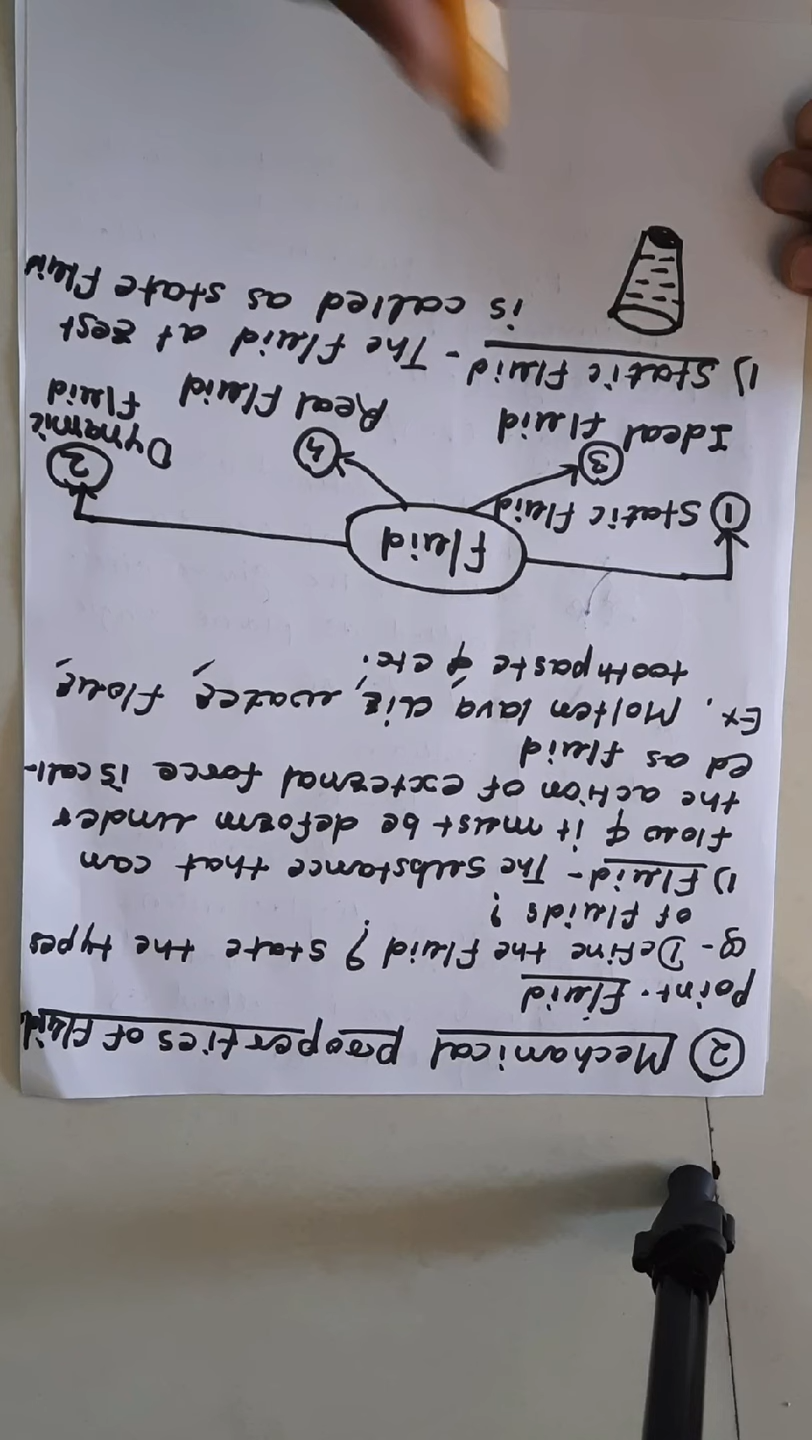 ② Mechanical properties of Fluid
Point. Fluid
Q- Define the Fluid? State the types
of fluids?
1) Fluid - The substance that can
flow & it must be deform under
the action of external force is call-
ed as fluid
Ex. Moltem lava, air, water, flour,
toothpaste & etc.
Fluid
① Static Fluid
③ Ideal fluid
④ Real Fluid
② Dynamic fluid
1) Static Fluid - The fluid at rest
is called as state Fluid